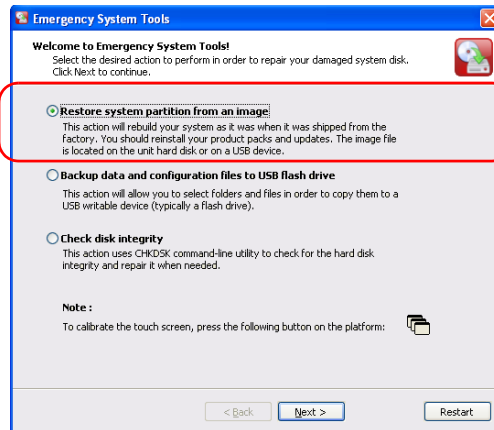 Emergency System Tools
Welcome to Emergency System Tools!
Select the desired action to perform in order to repair your damaged system disk.
Click Next to continue.
Restore system partition from an image
This action will rebuild your system as it was when it was shipped from the
factory. You should reinstall your product packs and updates. The image file
is located on the unit hard disk or on a USB device.
Backup data and configuration files to USB flash drive
This action will allow you to select folders and files in order to copy them to a
USB writable device (typically a flash drive).
Check disk integrity
This action uses CHKDSK command-line utility to check for the hard disk
integrity and repair it when needed.
Note :
To calibrate the touch screen, press the following button on the platform:
< Back Next > Restart